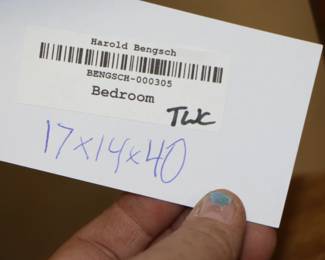 Harold Bengsch
BENGSCH-000305
Bedroom
TWC
17x14x40